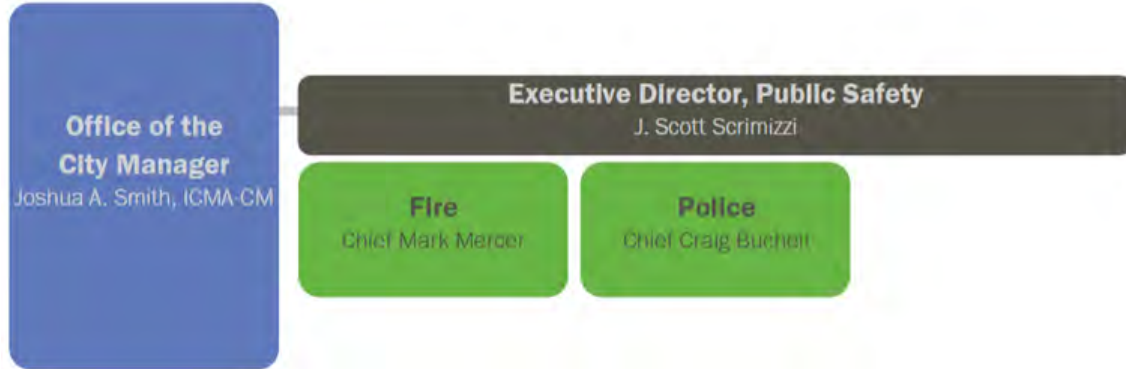 Office of the
City Manager
Joshua A. Smith, ICMA-CM
Executive Director, Public Safety
J. Scott Scrimizzi
Fire
Chief Mark Mercer
Police
Chief Craig Bucheit